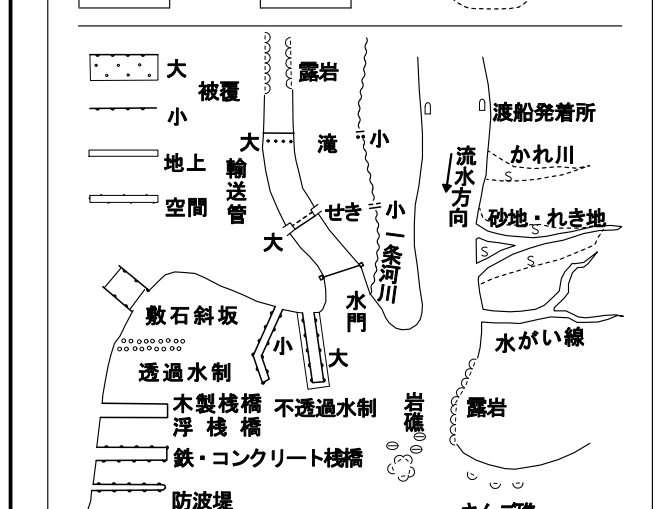 大
被覆
小
地上
空間
輸送管
露岩
大
滝
小
せき
小
大
一条河川
水門
渡船発着所
かれ川
流水方向
砂地・れき地
S
S
S
S
水がい線
敷石斜坂
透過水制
小
大
不透過水制
木製桟橋
浮桟橋
鉄・コンクリート桟橋
防波堤
岩礁
露岩